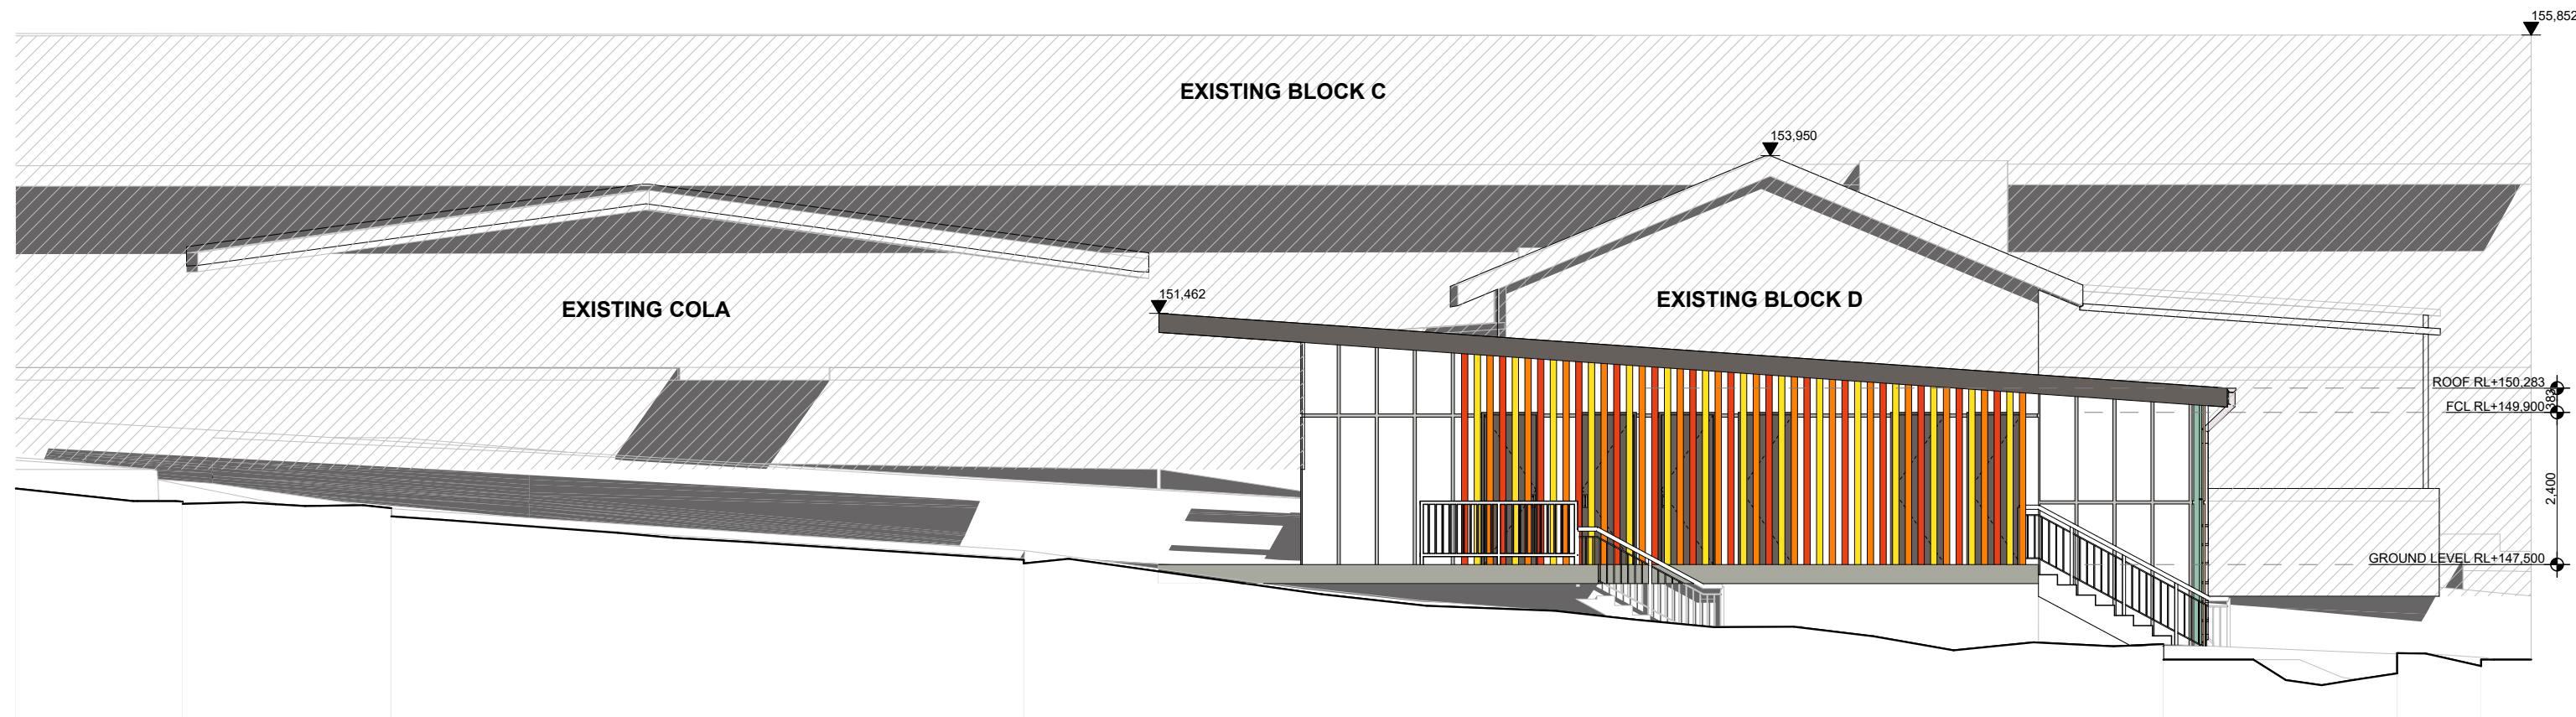 155,852
EXISTING BLOCK C
153,950
151,462
EXISTING COLA
EXISTING BLOCK D
ROOF RL+150,283
383
FCL RL+149,900
2,400
GROUND LEVEL RL+147,500